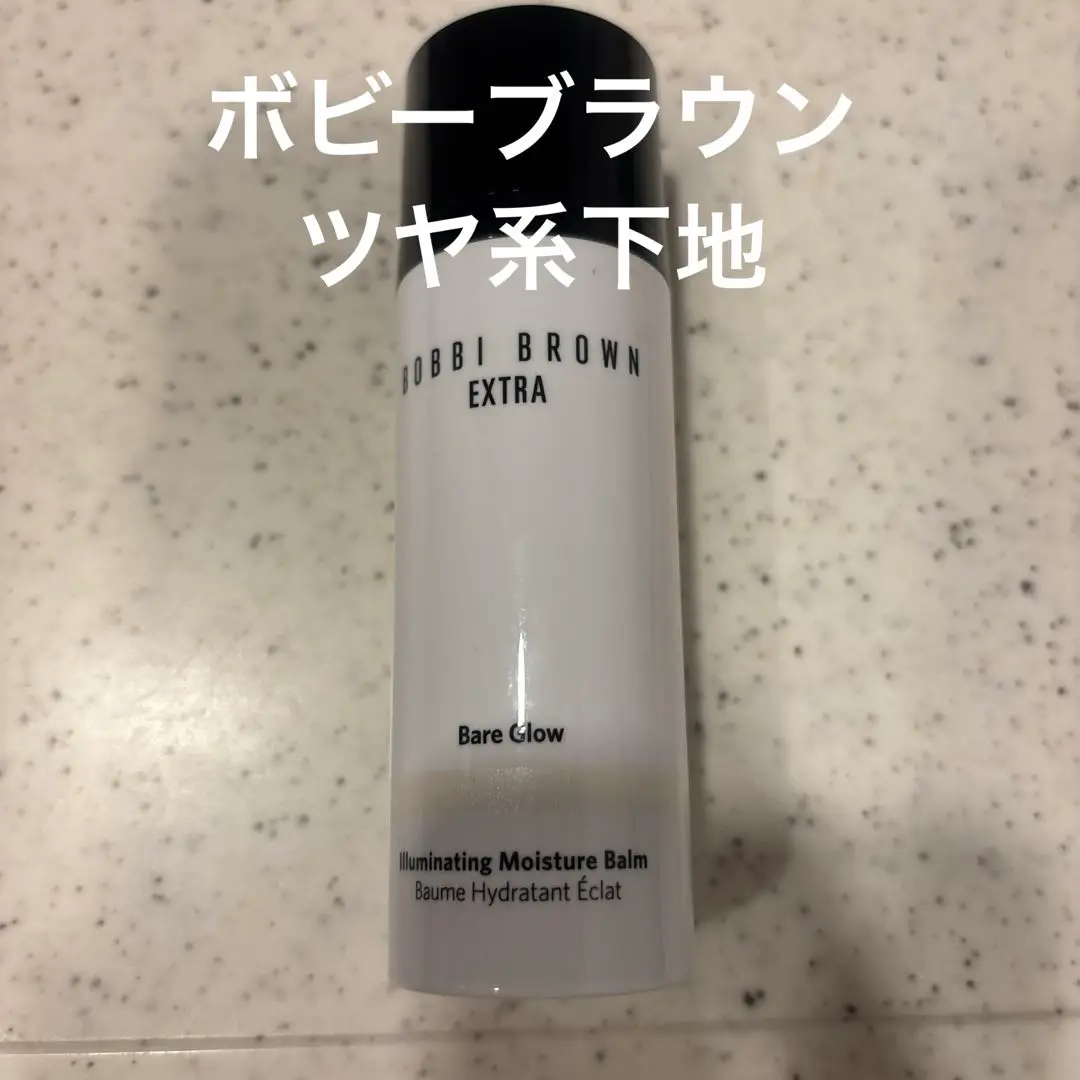 ボビーブラウン
ツヤ系下地
BOBBI BROWN
EXTRA
Bare Glow
Illuminating Moisture Balm
Baume Hydratant Éclat